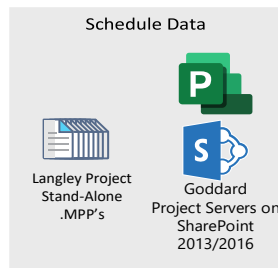 Schedule Data
P
S
Langley Project
Stand-Alone
.MPP's
Goddard
Project Servers on
SharePoint
2013/2016